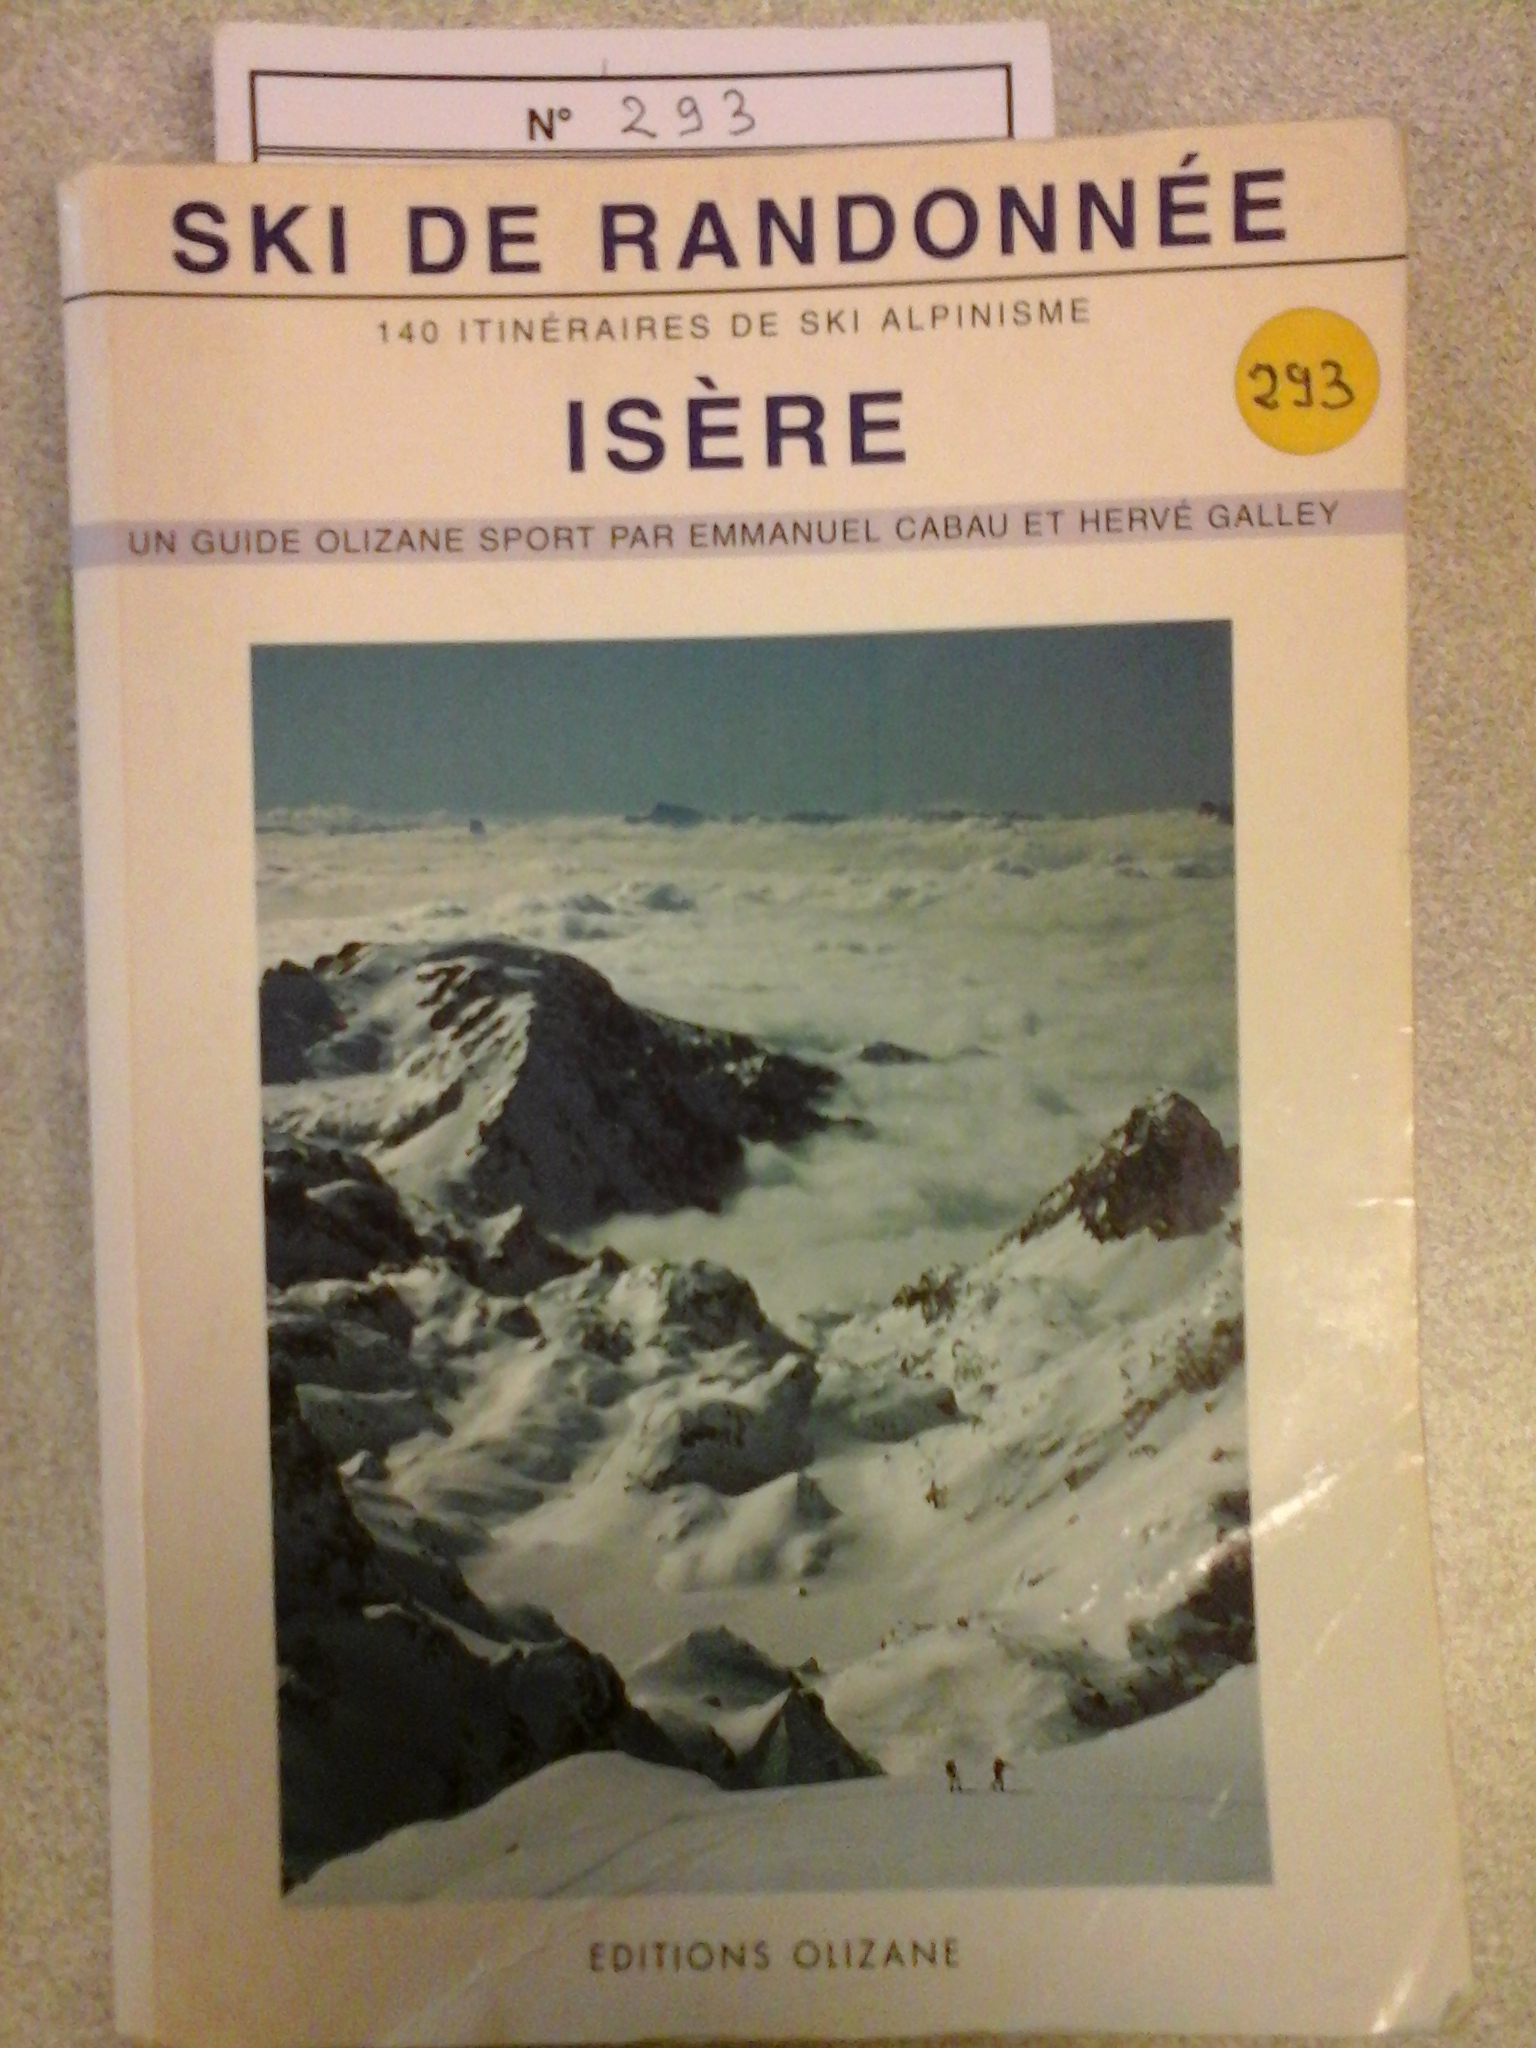 N° 293
SKI DE RANDONNÉE
140 ITINÉRAIRES DE SKI ALPINISME
ISÈRE
293
UN GUIDE OLIZANE SPORT PAR EMMANUEL CABAU ET HERVÉ GALLEY
EDITIONS OLIZANE